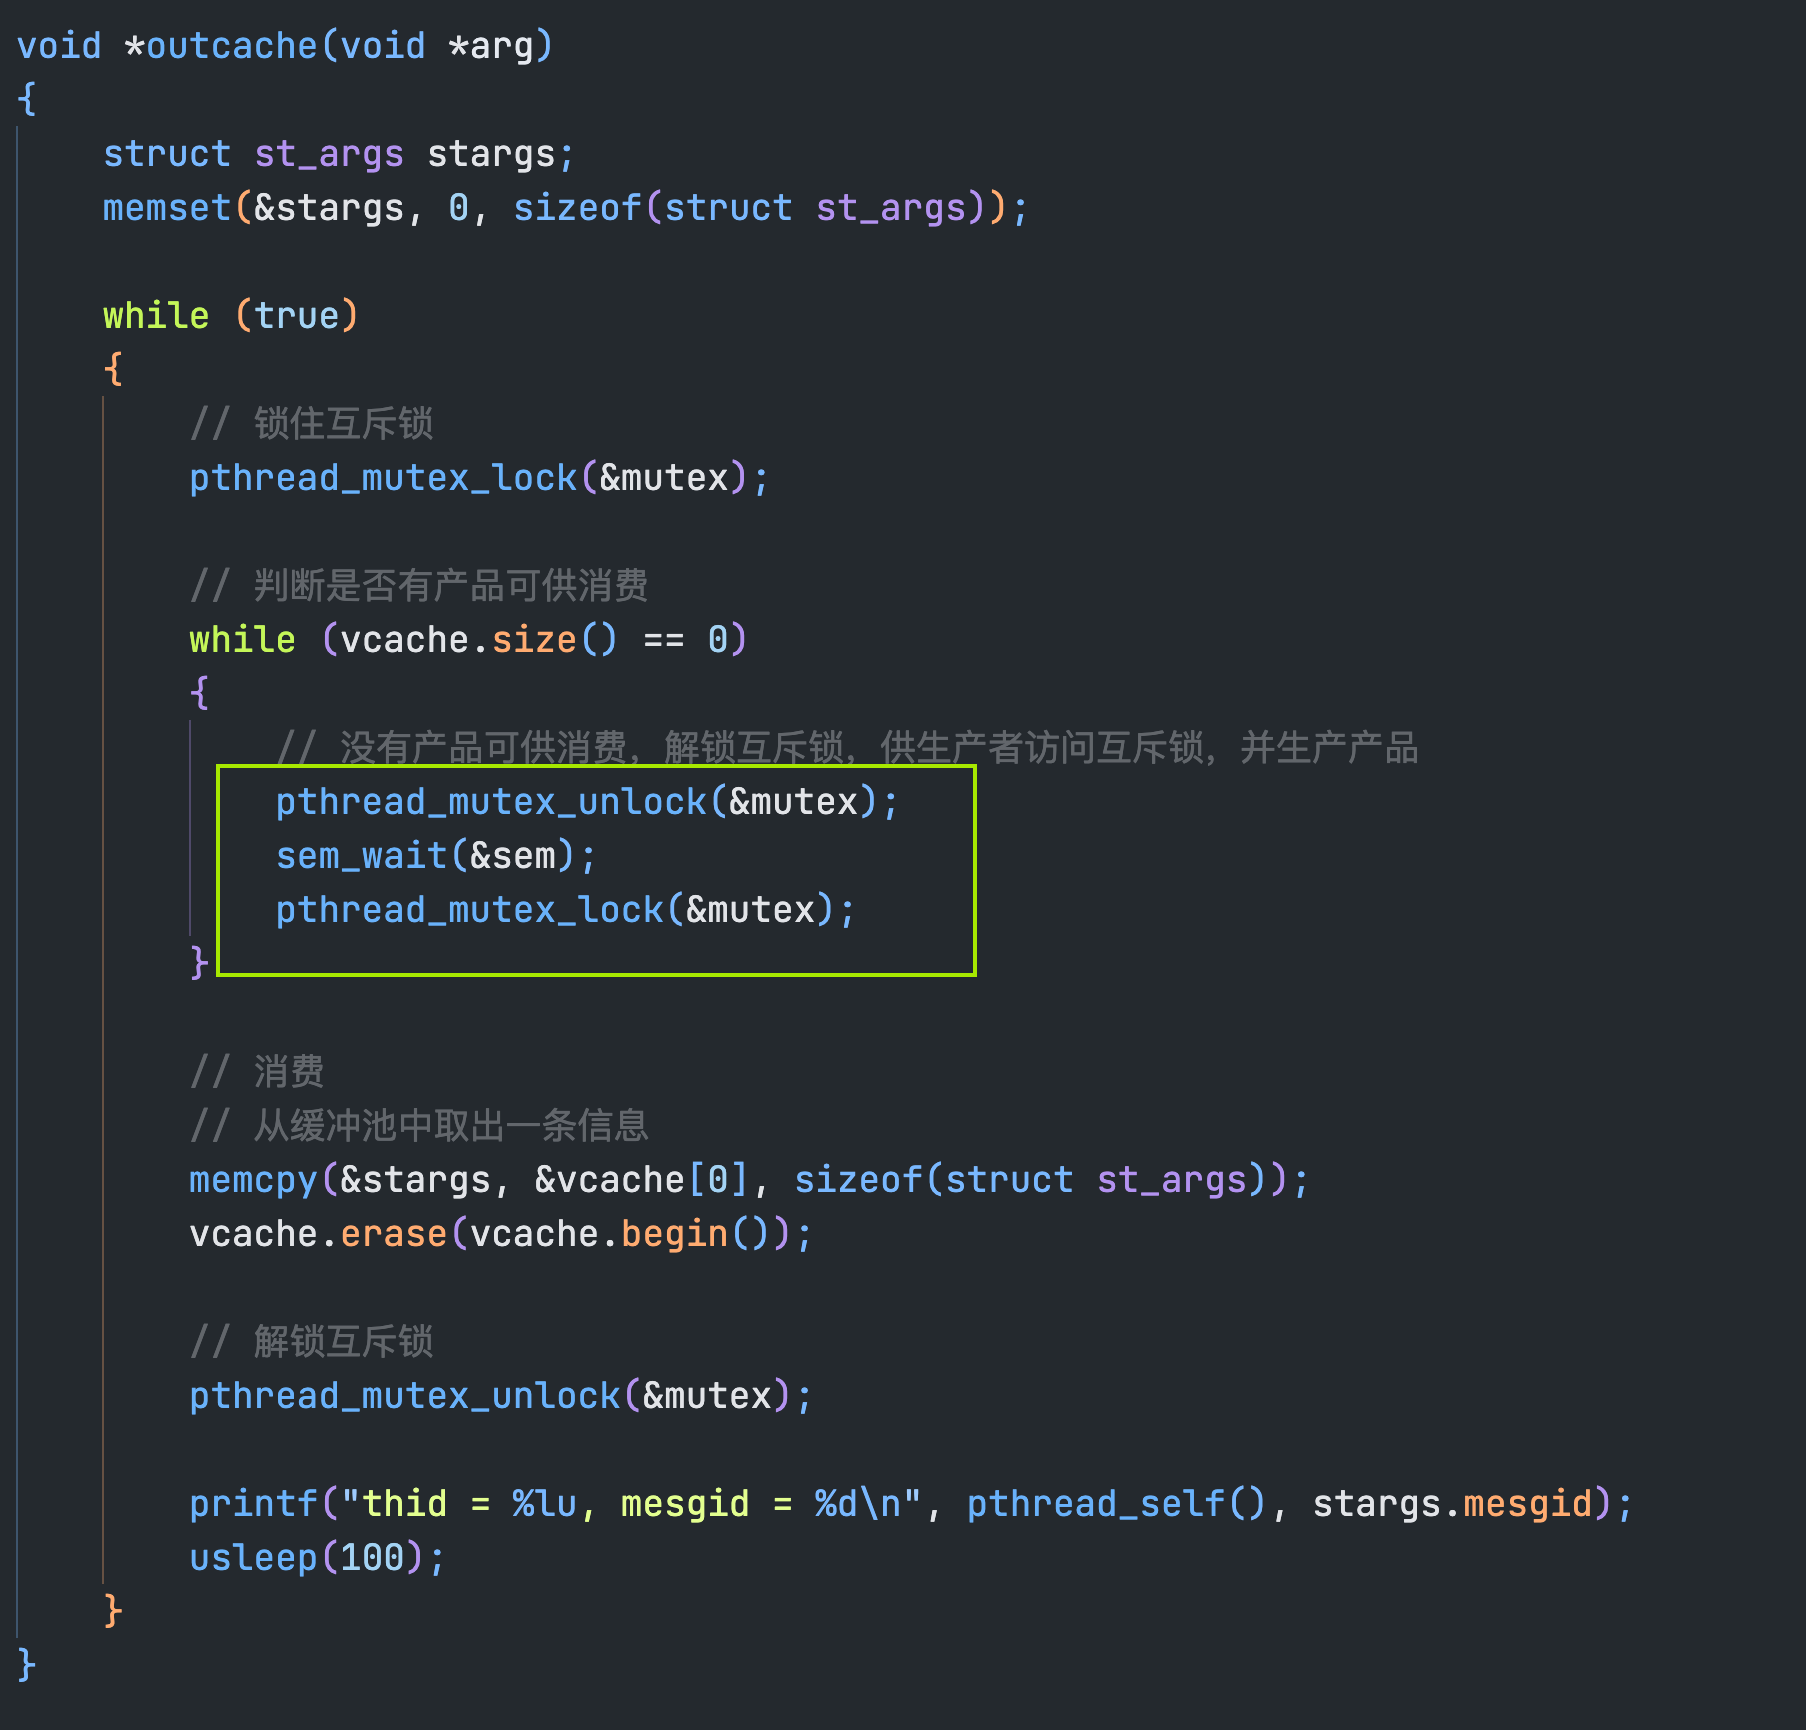 void *outcache(void *arg)
{
    struct st_args stargs;
    memset(&stargs, 0, sizeof(struct st_args));
    while (true)
    {
        // 锁住互斥锁
        pthread_mutex_lock(&mutex);
        // 判断是否有产品可供消费
        while (vcache.size() == 0)
        {
            // 没有产品可供消费，解锁互斥锁，供生产者访问互斥锁，并生产产品
            pthread_mutex_unlock(&mutex);
            sem_wait(&sem);
            pthread_mutex_lock(&mutex);
        }
        // 消费
        // 从缓冲池中取出一条信息
        memcpy(&stargs, &vcache[0], sizeof(struct st_args));
        vcache.erase(vcache.begin());
        // 解锁互斥锁
        pthread_mutex_unlock(&mutex);
        printf("thid = %lu, mesgid = %d\n", pthread_self(), stargs.mesgid);
        usleep(100);
    }
}